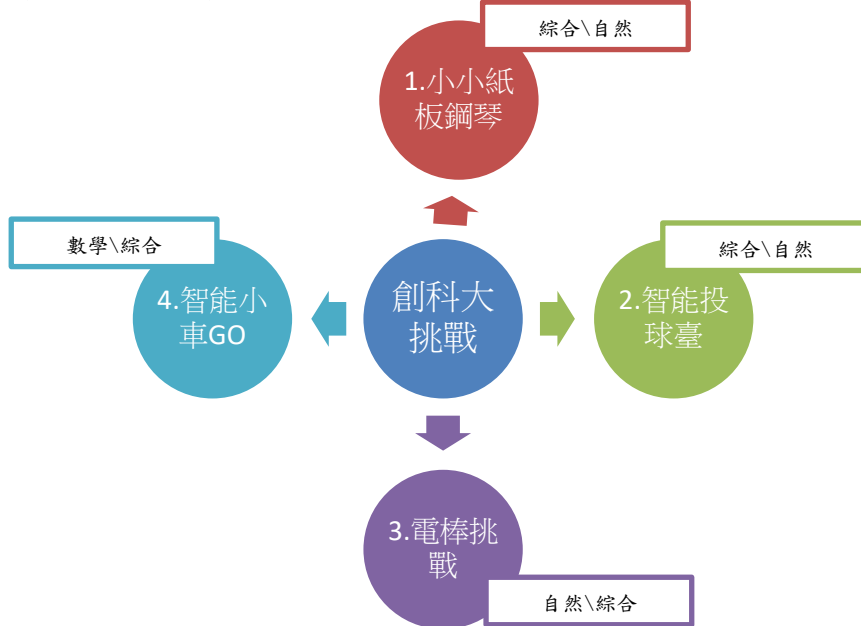 綜合\自然
1.小小紙
板鋼琴
數學\綜合
綜合\自然
4.智能小
車GO
創科大
挑戰
2.智能投
球臺
3.電棒挑
戰
自然\綜合